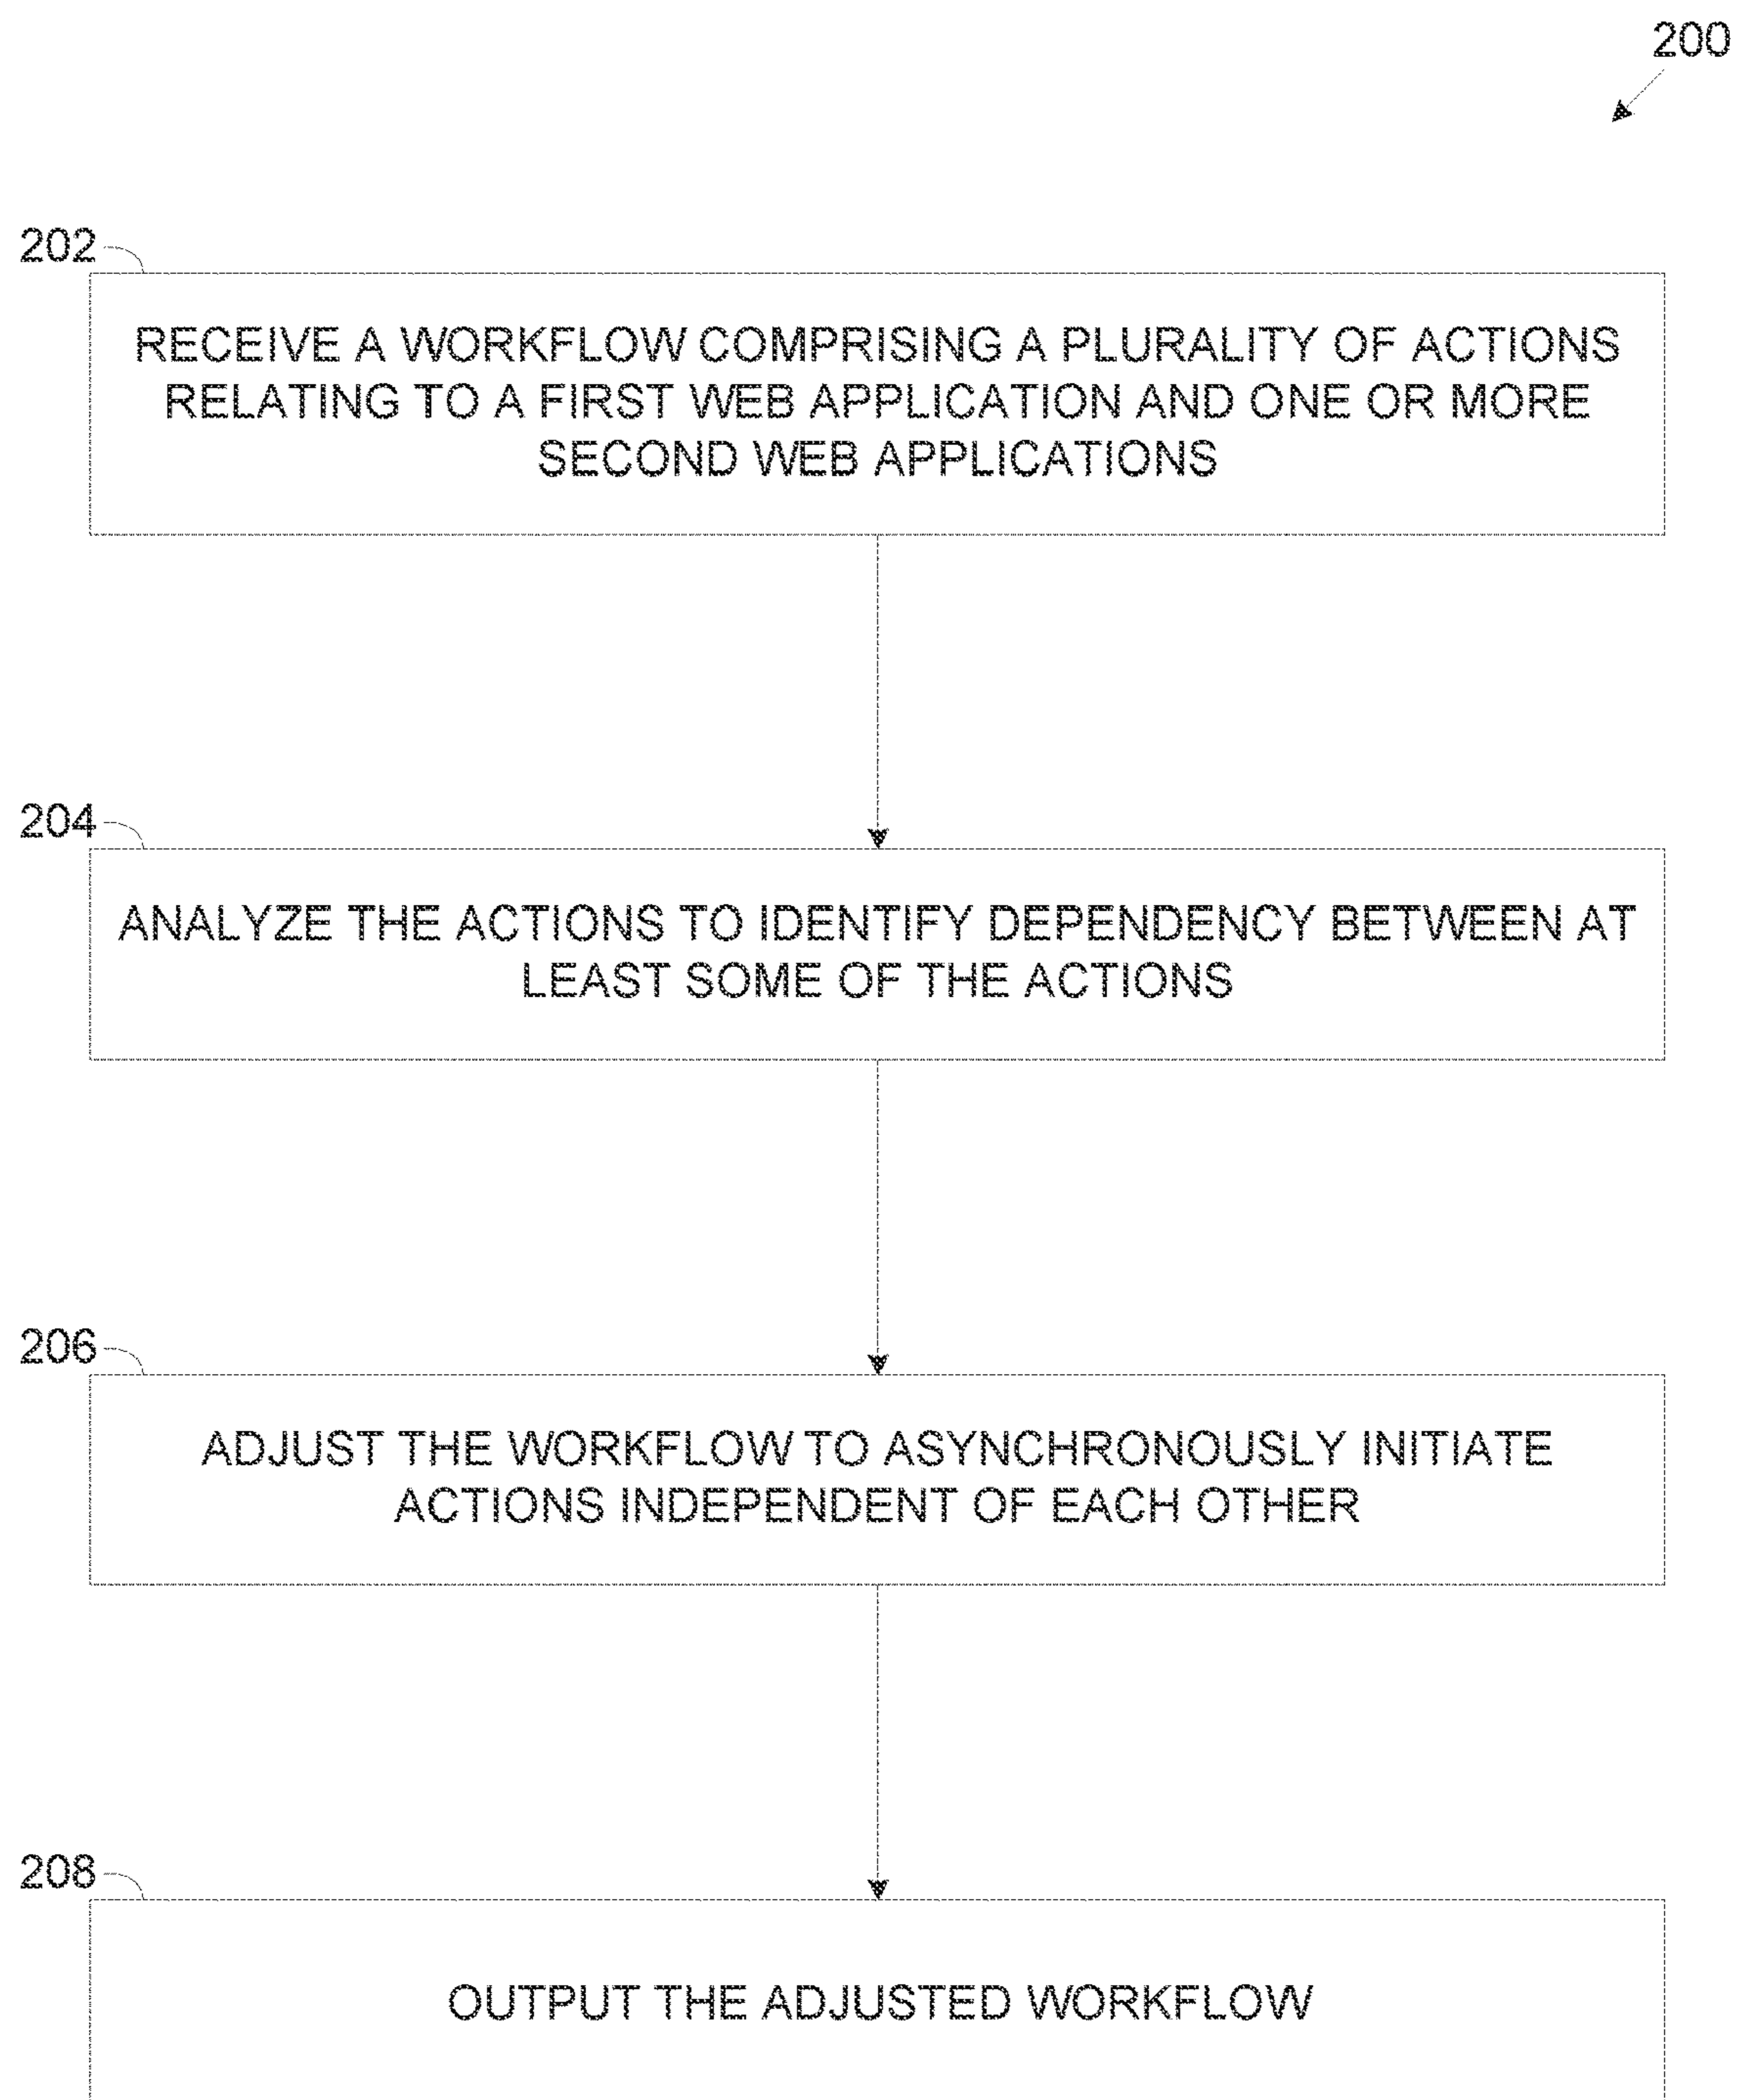 200
202
RECEIVE A WORKFLOW COMPRISING A PLURALITY OF ACTIONS
RELATING TO A FIRST WEB APPLICATION AND ONE OR MORE
SECOND WEB APPLICATIONS
204
ANALYZE THE ACTIONS TO IDENTIFY DEPENDENCY BETWEEN AT
LEAST SOME OF THE ACTIONS
206
ADJUST THE WORKFLOW TO ASYNCHRONOUSLY INITIATE
ACTIONS INDEPENDENT OF EACH OTHER
208
OUTPUT THE ADJUSTED WORKFLOW